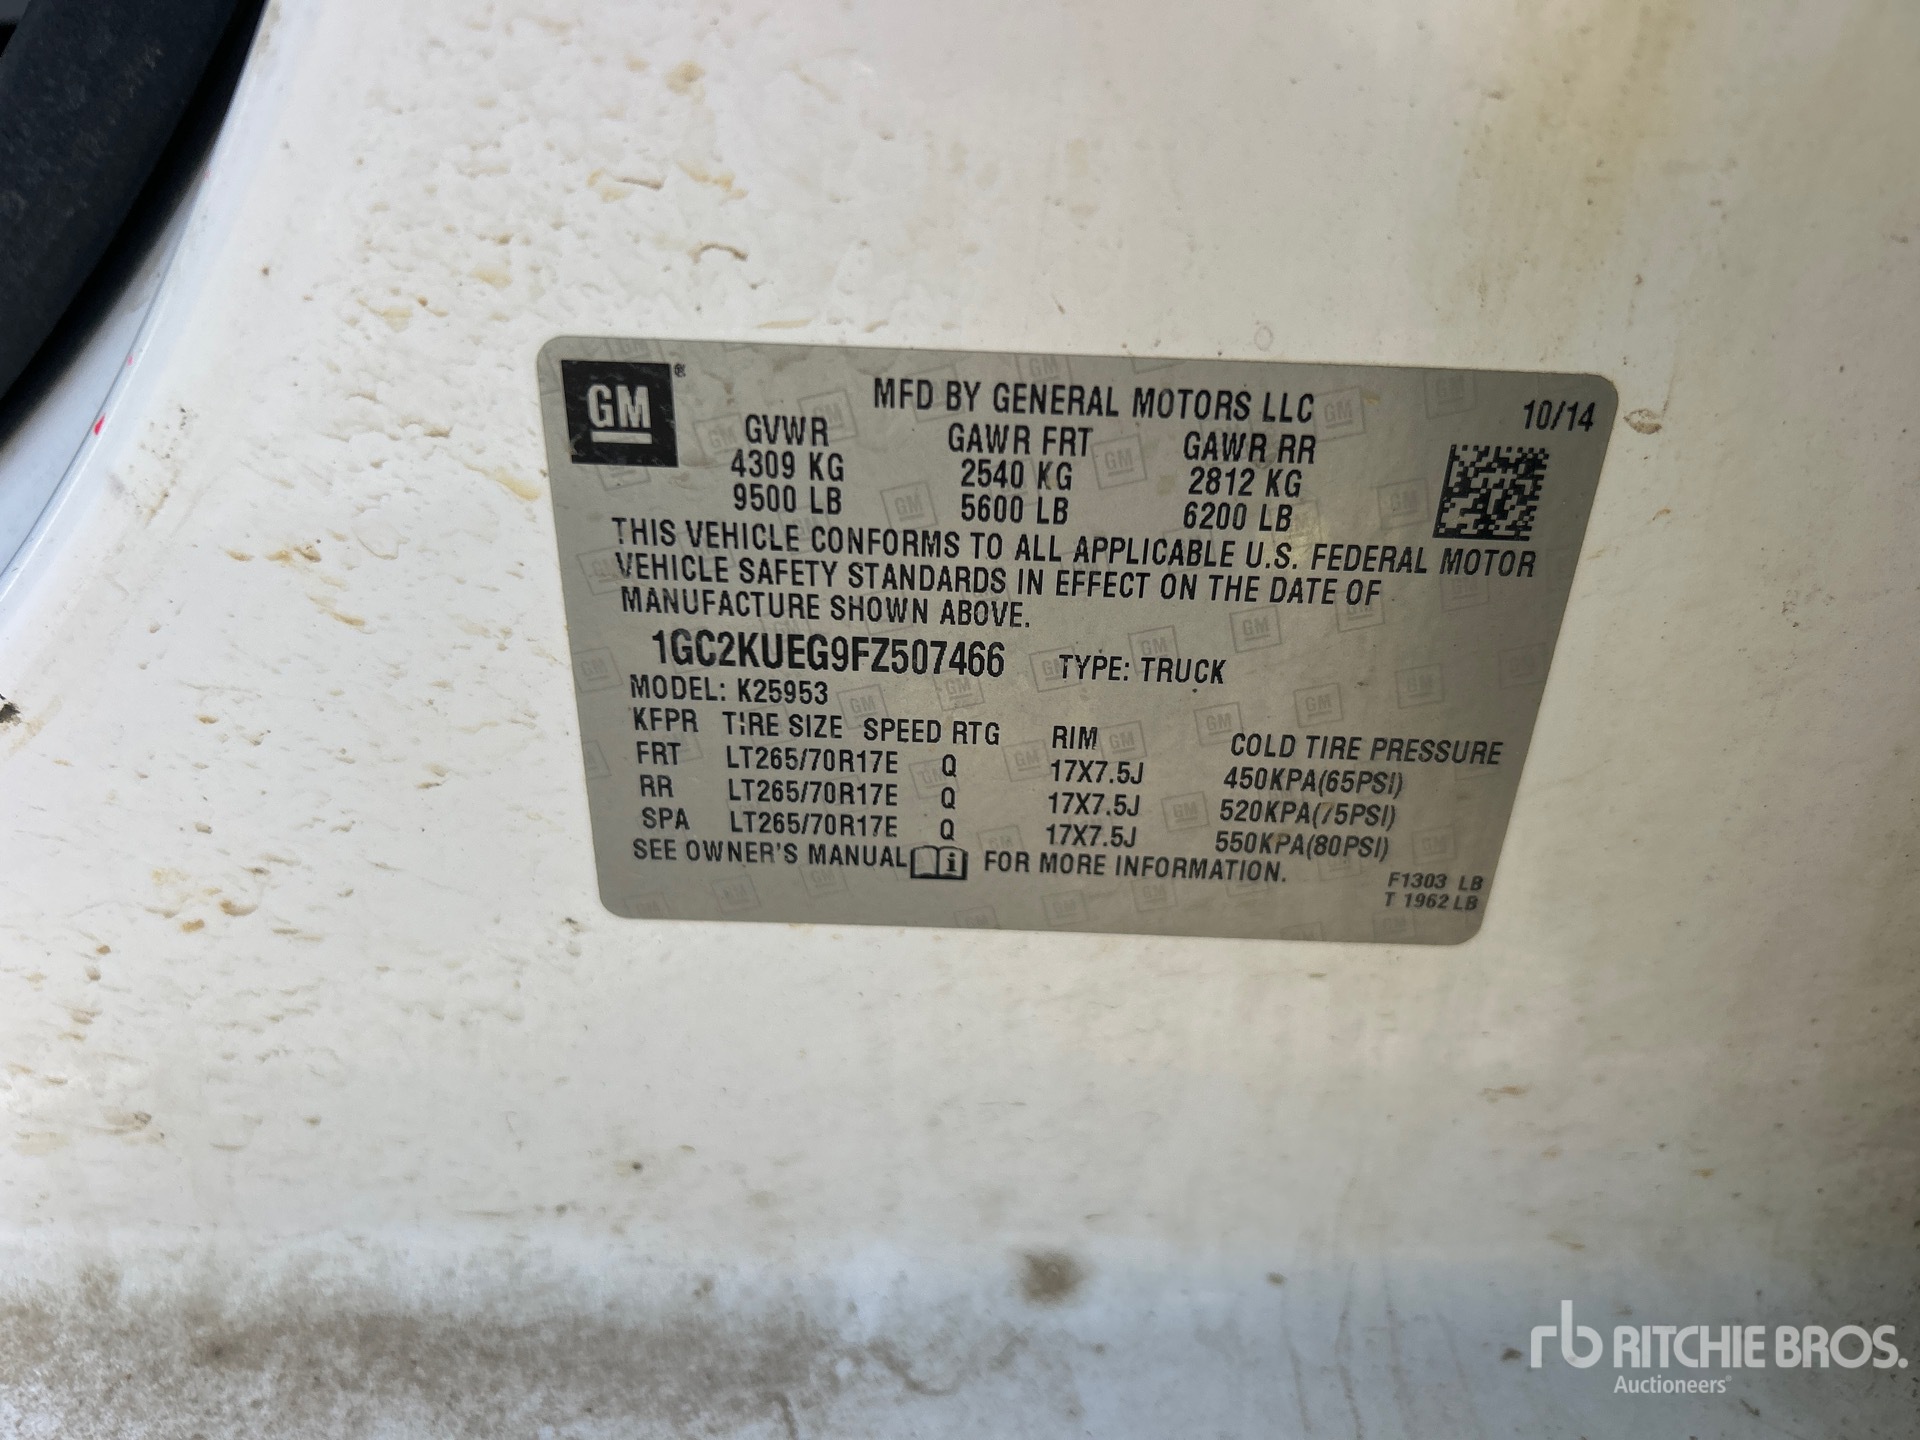 GM®
MFD BY GENERAL MOTORS LLC
10/14
GVWR GAWR FRT GAWR RR
4309 KG 2540 KG 2812 KG
9500 LB 5600 LB 6200 LB
THIS VEHICLE CONFORMS TO ALL APPLICABLE U.S. FEDERAL MOTOR
VEHICLE SAFETY STANDARDS IN EFFECT ON THE DATE OF
MANUFACTURE SHOWN ABOVE.
1GC2KUEG9FZ507466 TYPE: TRUCK
MODEL: K25953
KFPR TIRE SIZE SPEED RTG RIM COLD TIRE PRESSURE
FRT LT265/70R17E Q 17X7.5J 450KPA(65PSI)
RR LT265/70R17E Q 17X7.5J 520KPA(75PSI)
SPA LT265/70R17E Q 17X7.5J 550KPA(80PSI)
SEE OWNER'S MANUAL i FOR MORE INFORMATION.
F1303 LB
T 1962 LB
rb RITCHIE BROS.
Auctioneers